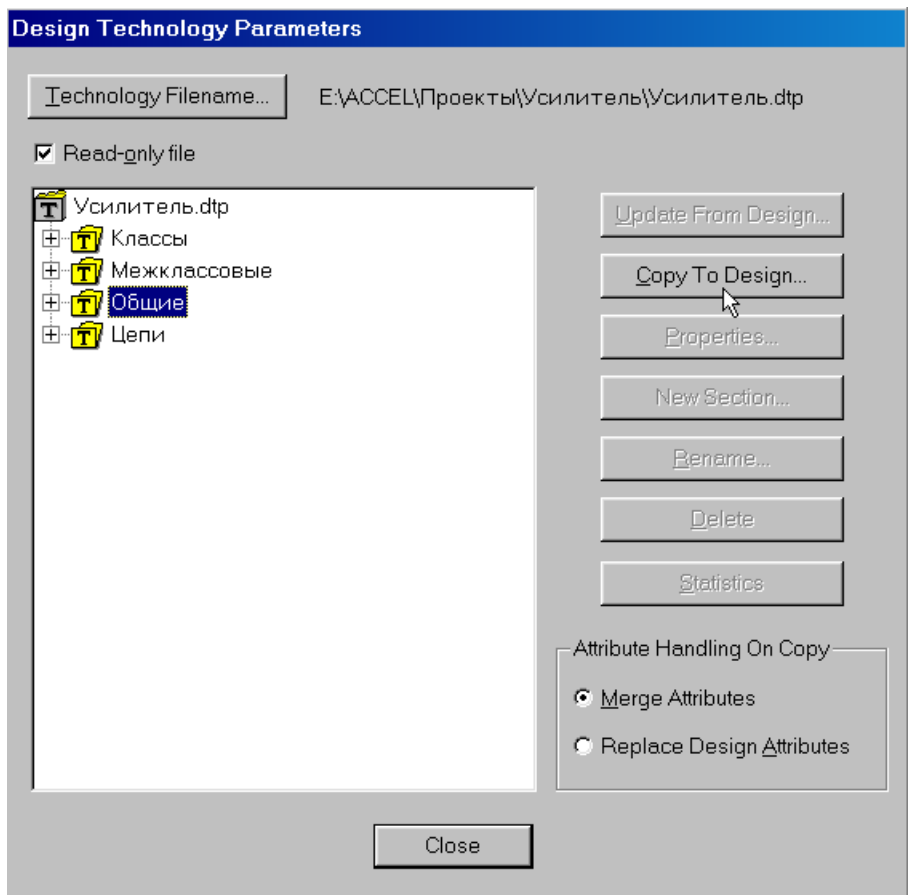 Design Technology Parameters
Technology Filename... E:\ACCEL\Проекты\Усилитель\Усилитель.dtp
Read-only file
Усилитель.dtp
Классы
Межклассовые
Общие
Цепи
Update From Design...
Copy To Design...
Properties...
New Section...
Rename...
Delete
Statistics
Attribute Handling On Copy
Merge Attributes
Replace Design Attributes
Close